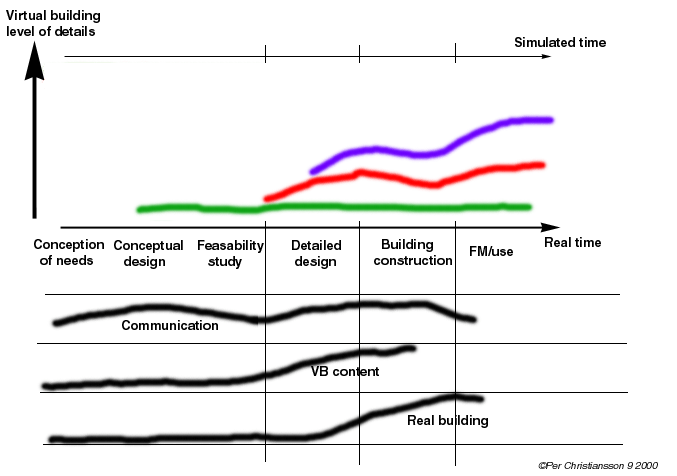 Virtual building
level of details
Simulated time
Real time
Conception
of needs
Conceptual
design
Feasability
study
Detailed
design
Building
construction
FM/use
Communication
VB content
Real building
©Per Christiansson 9 2000